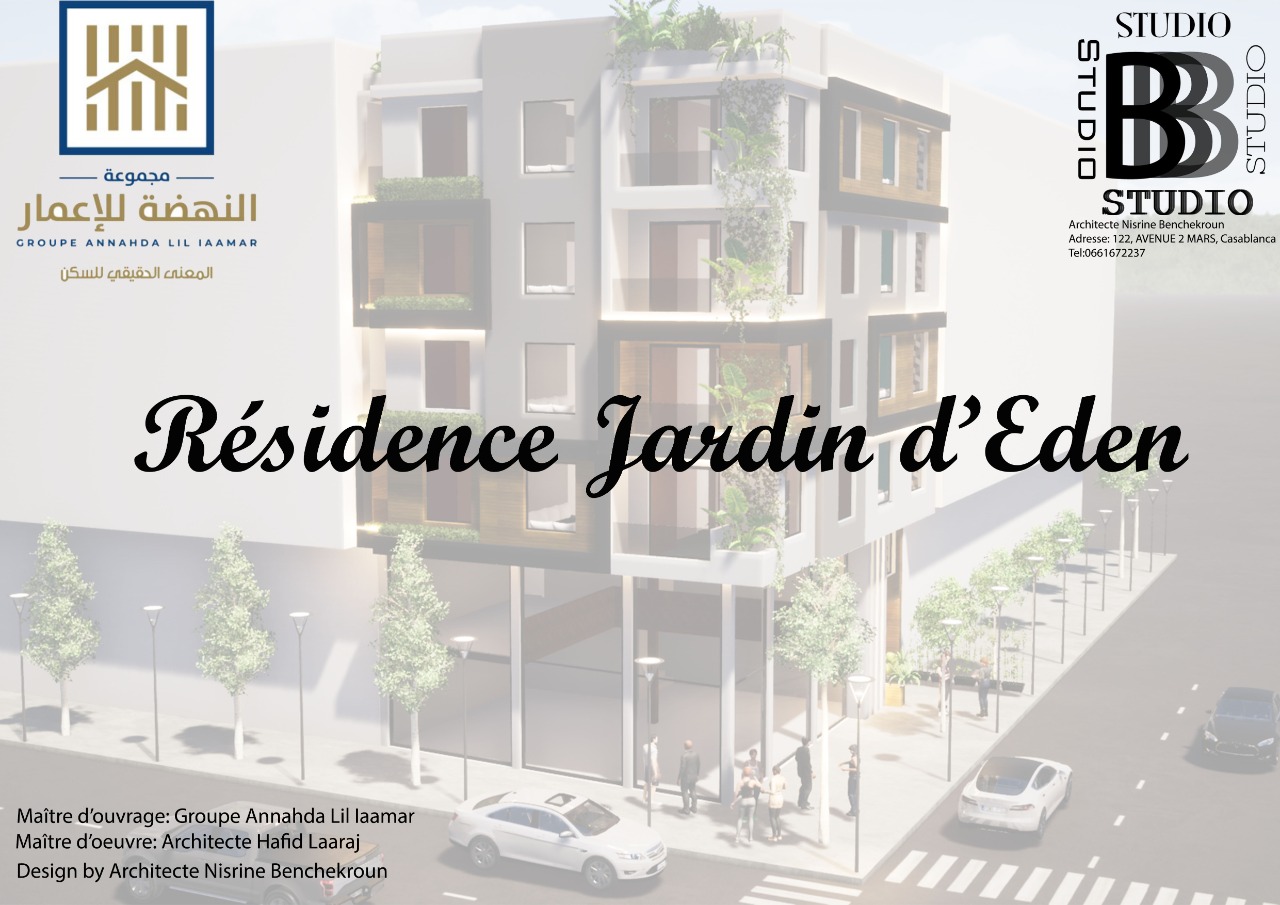 مجموعة
النهضة للإعمار
GROUPE ANNAHDA LIL IAAMAR
المعنى الحقيقي للسكن
STUDIO
STUDIO
BBB
STUDIO
STUDIO
Architecte Nisrine Benchekroun
Adresse: 122, AVENUE 2 MARS, Casablanca
Tel:0661672237
Résidence Jardin d’Eden
Maître d’ouvrage: Groupe Annahda Lil Iaamar
Maître d’oeuvre: Architecte Hafid Laaraj
Design by Architecte Nisrine Benchekroun